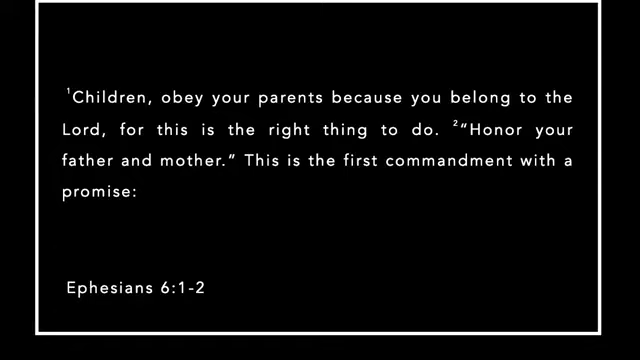 ¹Children, obey your parents because you belong to the
Lord, for this is the right thing to do. ²“Honor your
father and mother.” This is the first commandment with a
promise:
Ephesians 6:1-2